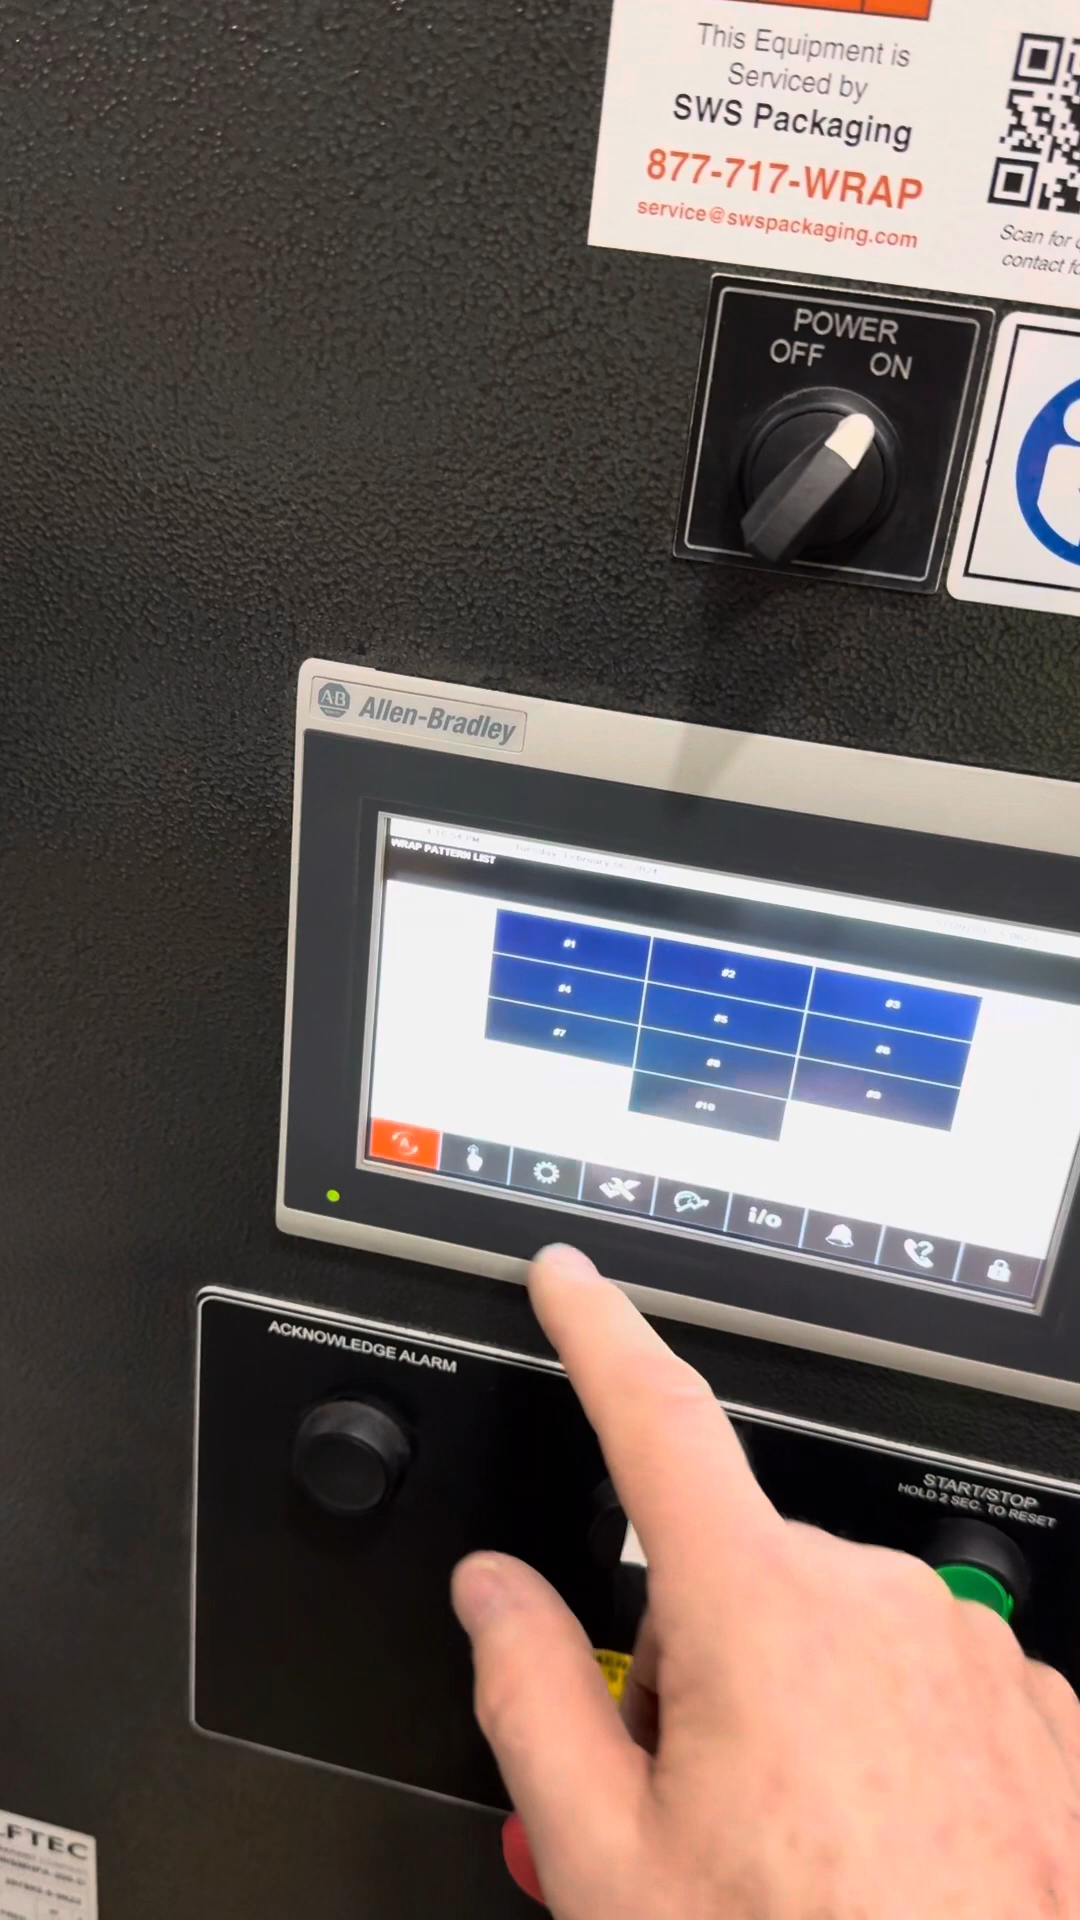 This Equipment is
Serviced by
SWS Packaging
877-717-WRAP
service@swspackaging.com
Scan for
contact fo
POWER
OFF ON
AB Allen-Bradley
WRAP PATTERN LIST
#1 #2 #3
#4 #5 #6
#7 #8 #9
#10
i/o
ACKNOWLEDGE ALARM
START/STOP
HOLD 2 SEC. TO RESET
LFTEC